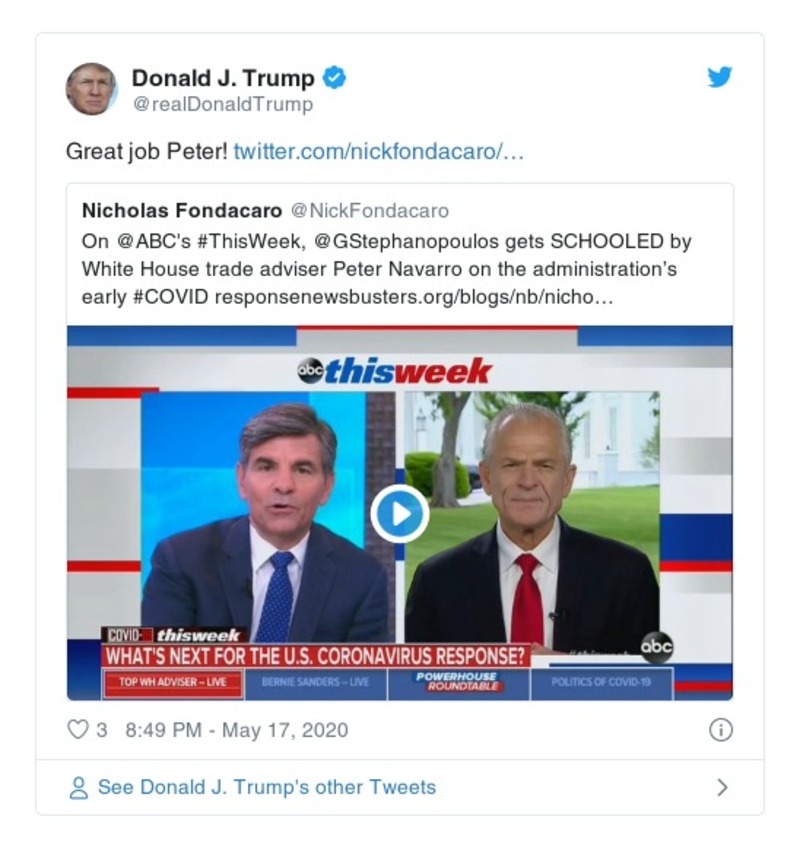 Donald J. Trump
@realDonaldTrump
Great job Peter! twitter.com/nickfondacaro/…
Nicholas Fondacaro @NickFondacaro
On @ABC's #ThisWeek, @GStephanopoulos gets SCHOOLED by
White House trade adviser Peter Navarro on the administration’s
early #COVID responsenewsbusters.org/blogs/nb/nicho…
abc thisweek
COVID- thisweek
abc
WHAT'S NEXT FOR THE U.S. CORONAVIRUS RESPONSE?
TOP WH ADVISER – LIVE
BERNIE SANDERS – LIVE
POWERHOUSE
ROUNDTABLE
POLITICS OF COVID-19
3 8:49 PM - May 17, 2020
See Donald J. Trump's other Tweets